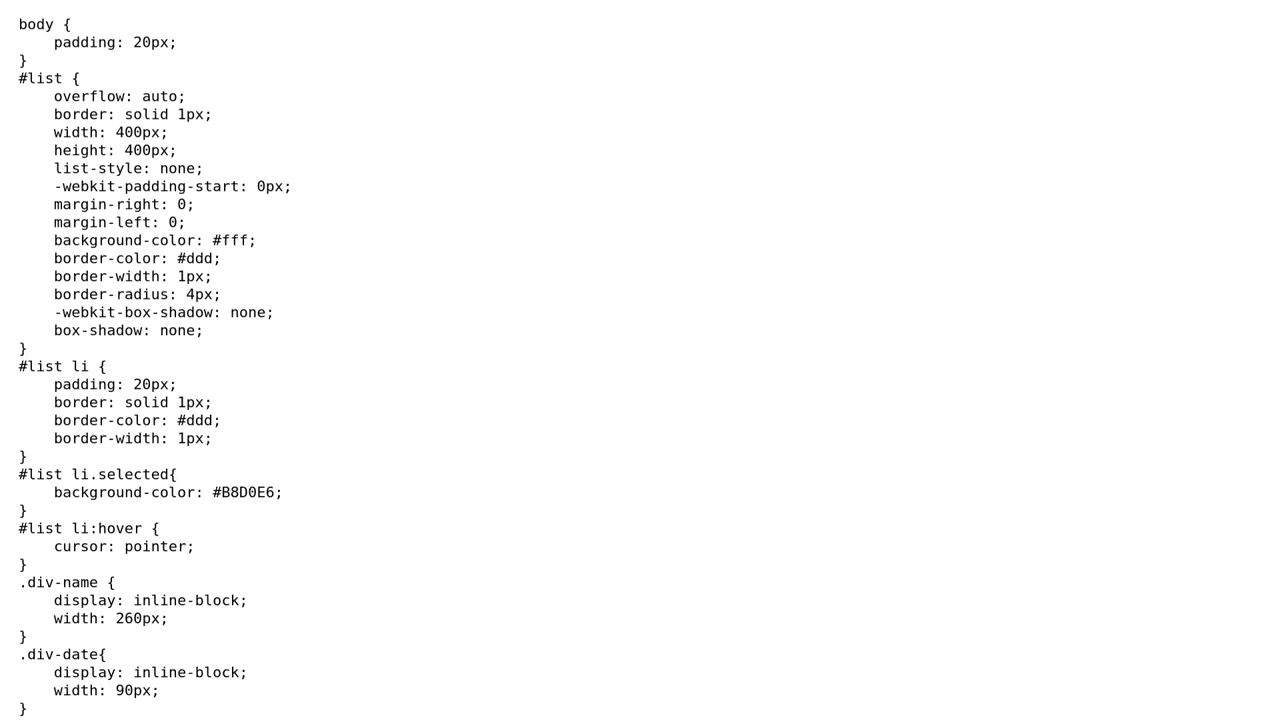 body {
    padding: 20px;
}
#list {
    overflow: auto;
    border: solid 1px;
    width: 400px;
    height: 400px;
    list-style: none;
    -webkit-padding-start: 0px;
    margin-right: 0;
    margin-left: 0;
    background-color: #fff;
    border-color: #ddd;
    border-width: 1px;
    border-radius: 4px;
    -webkit-box-shadow: none;
    box-shadow: none;
}
#list li {
    padding: 20px;
    border: solid 1px;
    border-color: #ddd;
    border-width: 1px;
}
#list li.selected{
    background-color: #B8D0E6;
}
#list li:hover {
    cursor: pointer;
}
.div-name {
    display: inline-block;
    width: 260px;
}
.div-date{
    display: inline-block;
    width: 90px;
}